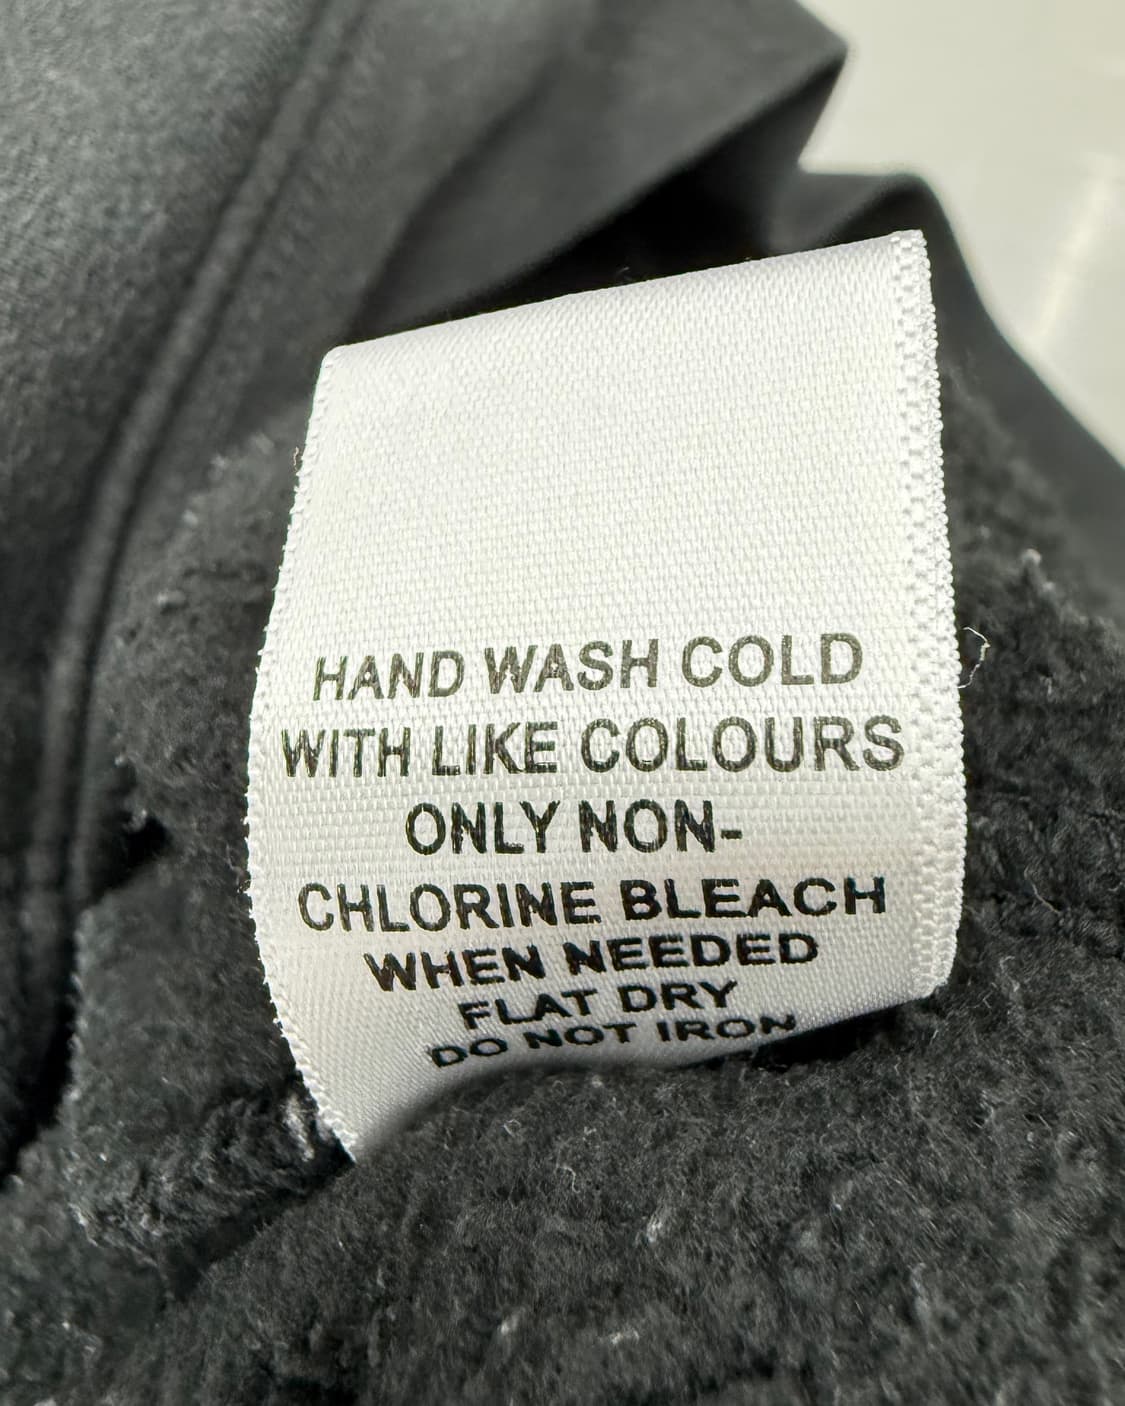 HAND WASH COLD
WITH LIKE COLOURS
ONLY NON-
CHLORINE BLEACH
WHEN NEEDED
FLAT DRY
DO NOT IRON